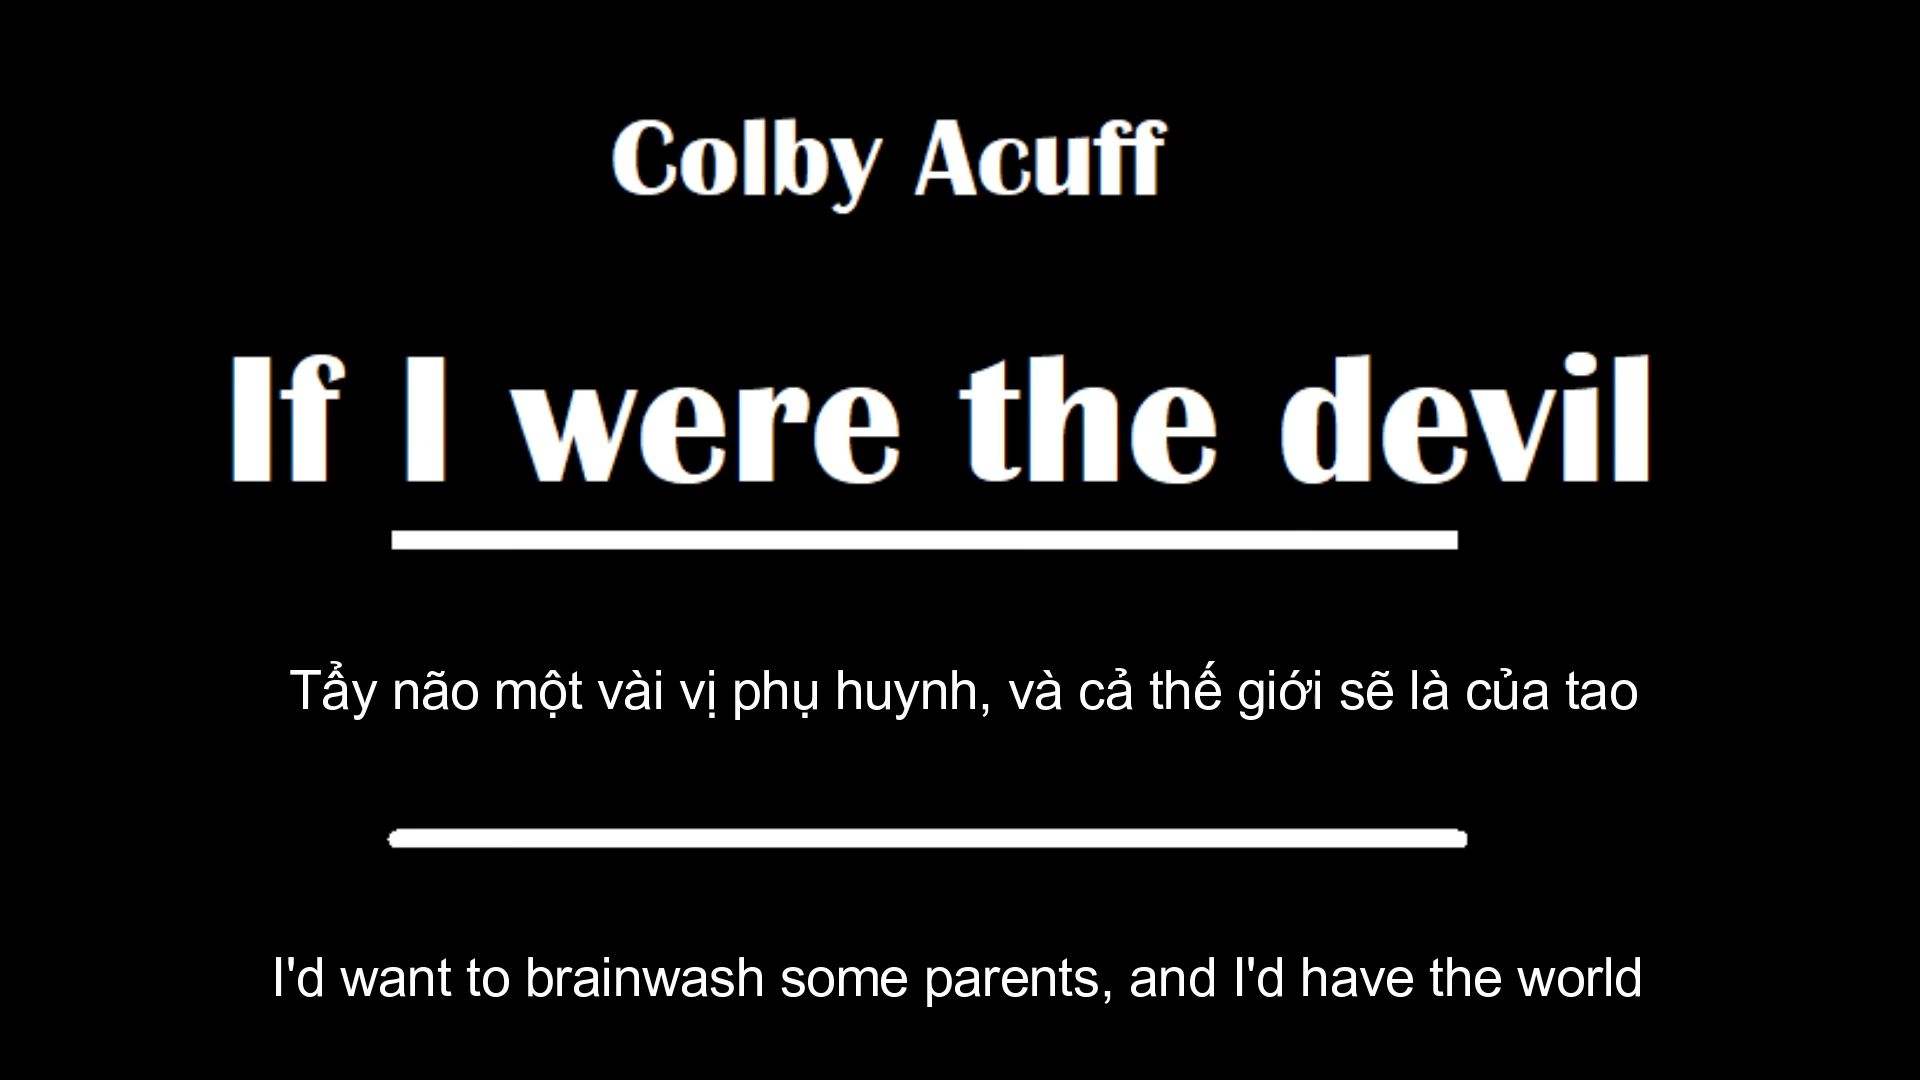 Colby Acuff
If I were the devil
Tẩy não một vài vị phụ huynh, và cả thế giới sẽ là của tao
I'd want to brainwash some parents, and I'd have the world